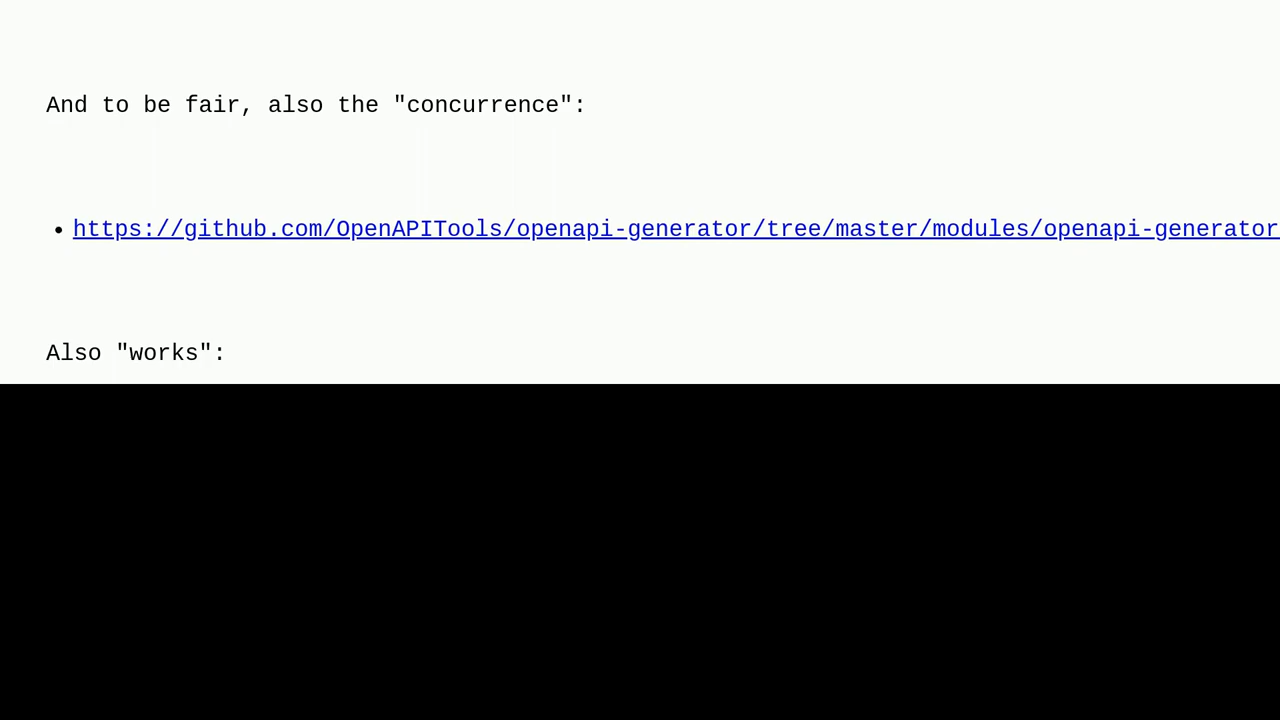 And to be fair, also the "concurrence":
• https://github.com/OpenAPITools/openapi-generator/tree/master/modules/openapi-generator
Also "works":